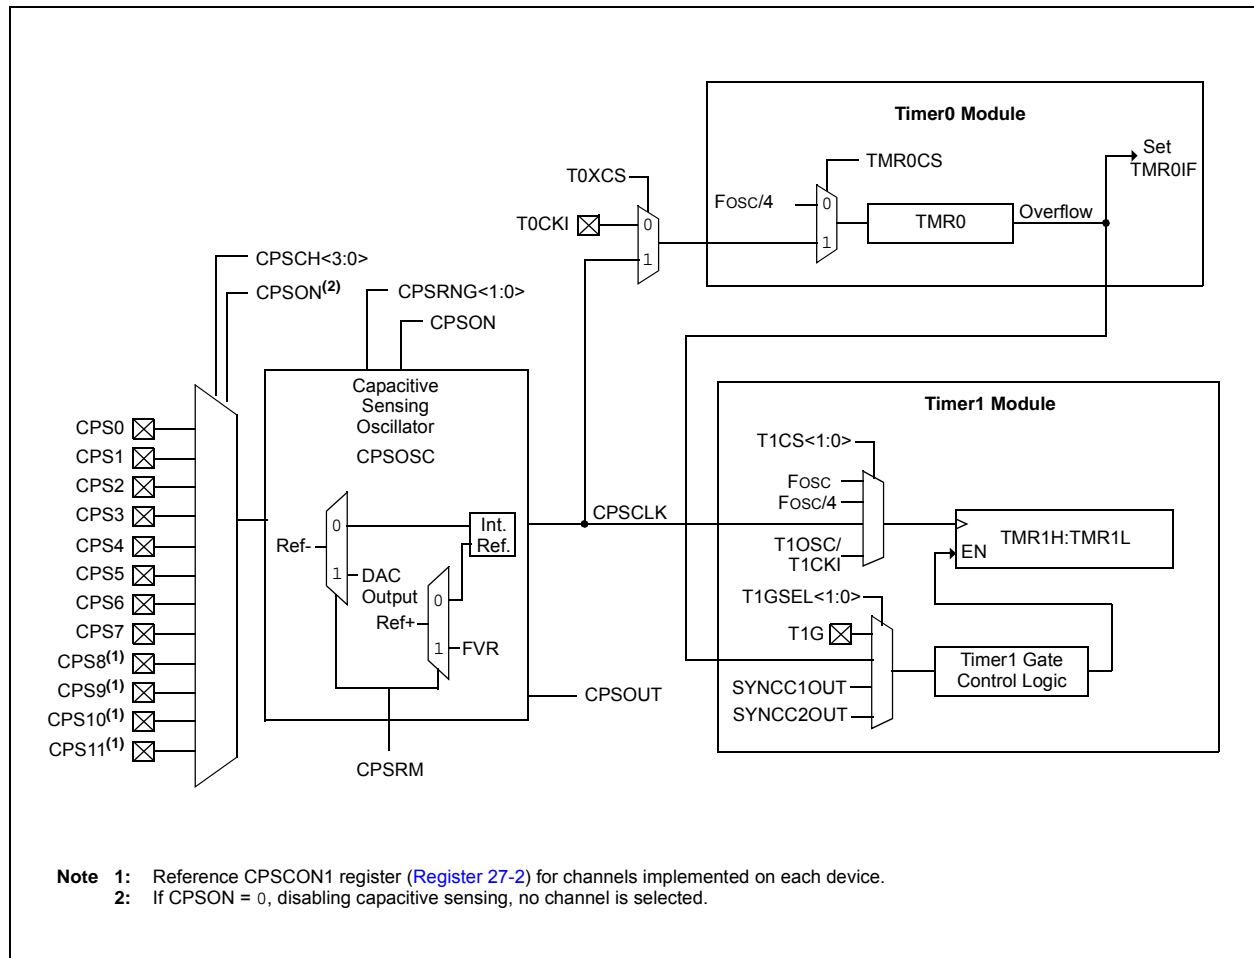 Timer0 Module
Set
TMR0IF
TMR0CS
T0XCS
FOSC/4
0
TMR0
Overflow
T0CKI
0
1
1
CPSCH<3:0>
CPSON(2)
CPSRNG<1:0>
CPSON
Capacitive
Sensing
Oscillator
CPSOSC
Timer1 Module
T1CS<1:0>
FOSC
FOSC/4
CPS0
CPS1
CPS2
CPS3
CPS4
CPS5
CPS6
CPS7
CPS8(1)
CPS9(1)
CPS10(1)
CPS11(1)
0
Ref-
1
DAC
Output
Int.
Ref.
0
Ref+
1
FVR
CPSCLK
CPSOUT
CPSRM
T1OSC/
T1CKI
EN
TMR1H:TMR1L
T1GSEL<1:0>
T1G
Timer1 Gate
Control Logic
SYNCC1OUT
SYNCC2OUT
Note 1: Reference CPSCON1 register (Register 27-2) for channels implemented on each device.
2: If CPSON = 0, disabling capacitive sensing, no channel is selected.